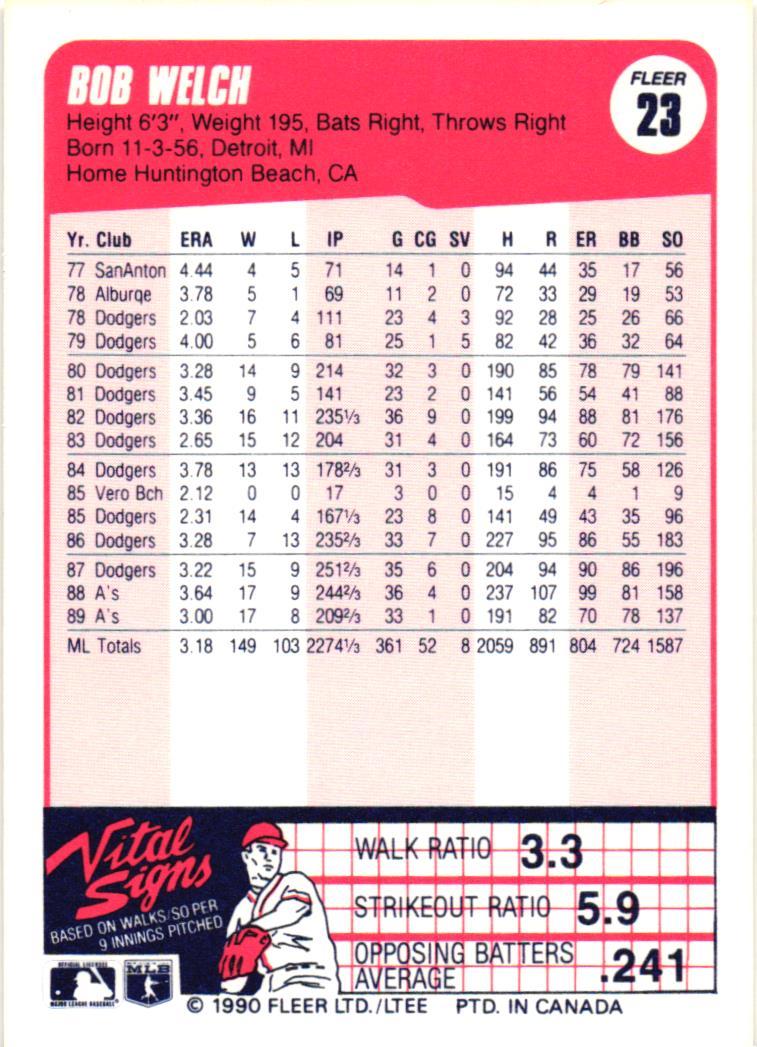 BOB WELCH
FLEER
23
Height 6'3", Weight 195, Bats Right, Throws Right
Born 11-3-56, Detroit, MI
Home Huntington Beach, CA
Yr. Club ERA W L IP G CG SV H R ER BB SO
77 SanAnton 4.44 4 5 71 14 1 0 94 44 35 17 56
78 Alburqe 3.78 5 1 69 11 2 0 72 33 29 19 53
78 Dodgers 2.03 7 4 111 23 4 3 92 28 25 26 66
79 Dodgers 4.00 5 6 81 25 1 5 82 42 36 32 64
80 Dodgers 3.28 14 9 214 32 3 0 190 85 78 79 141
81 Dodgers 3.45 9 5 141 23 2 0 141 56 54 41 88
82 Dodgers 3.36 16 11 235⅓ 36 9 0 199 94 88 81 176
83 Dodgers 2.65 15 12 204 31 4 0 164 73 60 72 156
84 Dodgers 3.78 13 13 178⅔ 31 3 0 191 86 75 58 126
85 Vero Bch 2.12 0 0 17 3 0 0 15 4 4 1 9
85 Dodgers 2.31 14 4 167⅓ 23 8 0 141 49 43 35 96
86 Dodgers 3.28 7 13 235⅔ 33 7 0 227 95 86 55 183
87 Dodgers 3.22 15 9 251⅔ 35 6 0 204 94 90 86 196
88 A's 3.64 17 9 244⅔ 36 4 0 237 107 99 81 158
89 A's 3.00 17 8 209⅔ 33 1 0 191 82 70 78 137
ML Totals 3.18 149 103 2274⅓ 361 52 8 2059 891 804 724 1587
Vital
Signs
BASED ON WALKS/SO PER
9 INNINGS PITCHED
WALK RATIO 3.3
STRIKEOUT RATIO 5.9
OPPOSING BATTERS
AVERAGE .241
OFFICIAL LICENSEE
MAJOR LEAGUE BASEBALL
MLB
© 1990 FLEER LTD./LTEE PTD. IN CANADA